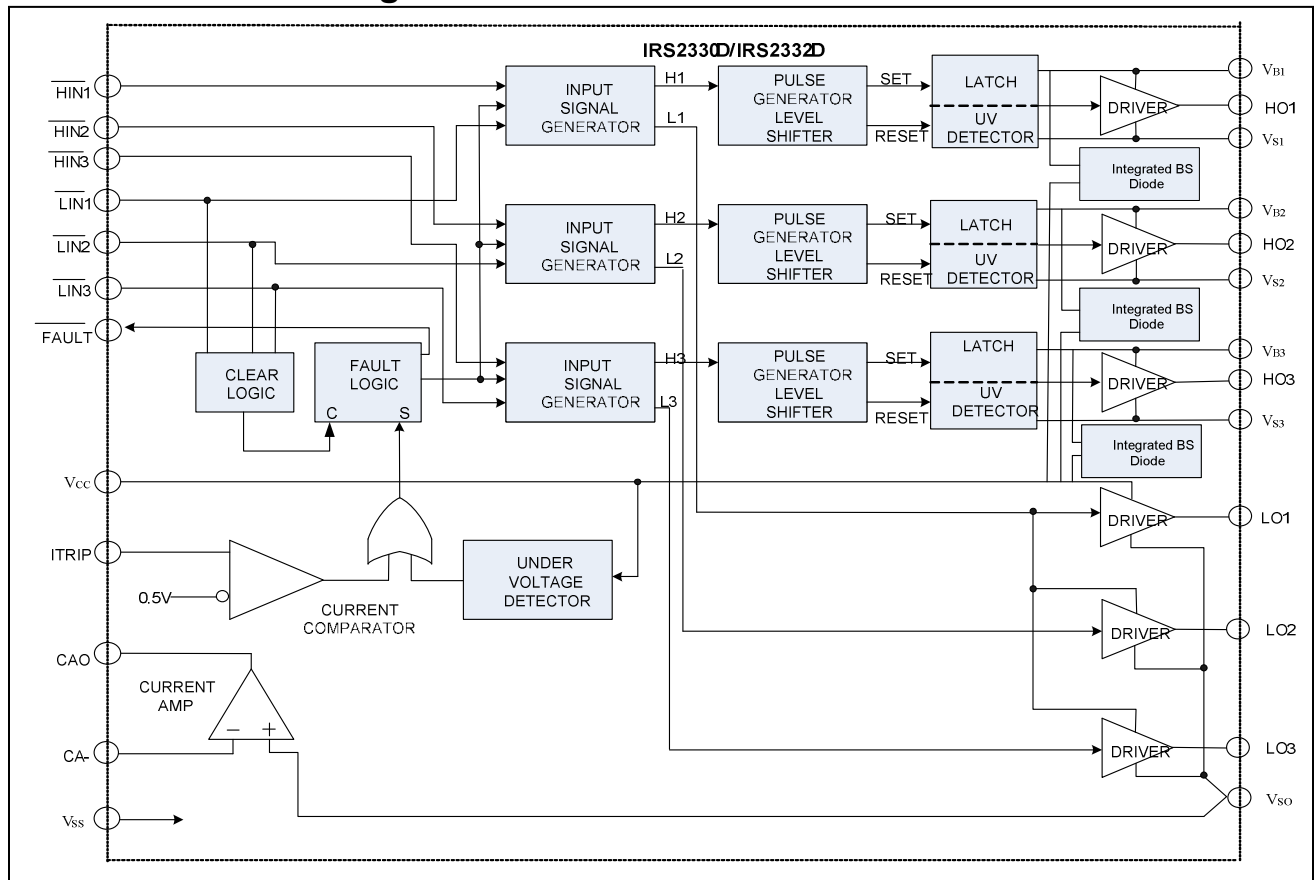 IRS2330D/IRS2332D
HIN1
HIN2
HIN3
LIN1
LIN2
LIN3
FAULT
VCC
ITRIP
0.5V
CAO
CA-
VSS
CLEAR
LOGIC
FAULT
LOGIC
C S
INPUT
SIGNAL
GENERATOR
H1
L1
PULSE
GENERATOR
LEVEL
SHIFTER
SET
RESET
LATCH
UV
DETECTOR
DRIVER
Integrated BS
Diode
VB1
HO1
VS1
INPUT
SIGNAL
GENERATOR
H2
L2
PULSE
GENERATOR
LEVEL
SHIFTER
SET
RESET
LATCH
UV
DETECTOR
DRIVER
Integrated BS
Diode
VB2
HO2
VS2
INPUT
SIGNAL
GENERATOR
H3
L3
PULSE
GENERATOR
LEVEL
SHIFTER
SET
RESET
LATCH
UV
DETECTOR
DRIVER
Integrated BS
Diode
VB3
HO3
VS3
CURRENT
COMPARATOR
UNDER
VOLTAGE
DETECTOR
CURRENT
AMP
− +
DRIVER
LO1
DRIVER
LO2
DRIVER
LO3
VSO